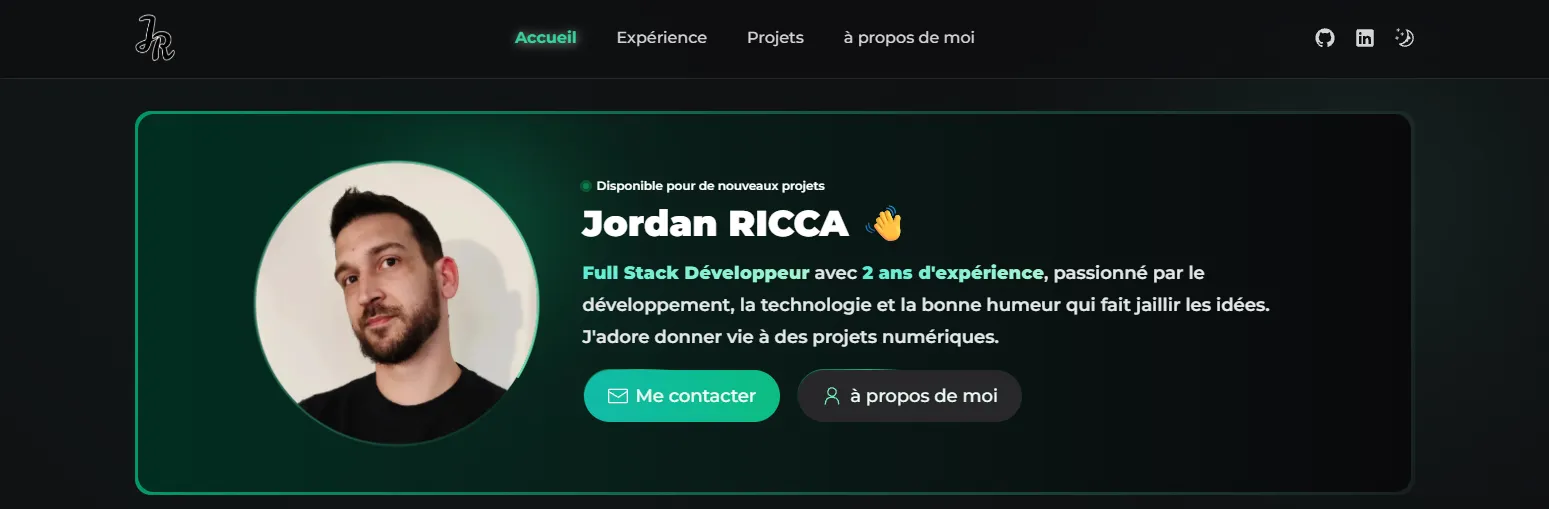 JR
Accueil Expérience Projets à propos de moi
Disponible pour de nouveaux projets
Jordan RICCA 👋
Full Stack Développeur avec 2 ans d'expérience, passionné par le
développement, la technologie et la bonne humeur qui fait jaillir les idées.
J'adore donner vie à des projets numériques.
Me contacter à propos de moi